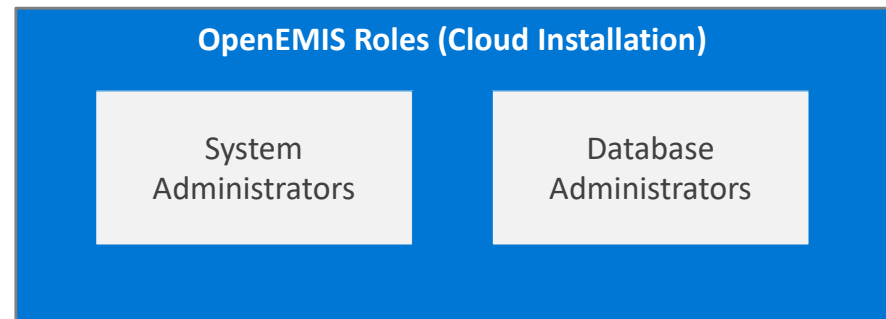 OpenEMIS Roles (Cloud Installation)
System
Administrators
Database
Administrators